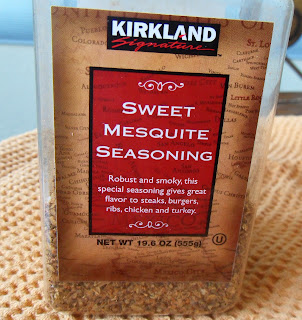 KIRKLAND
Signature
SWEET
MESQUITE
SEASONING
Robust and smoky, this
special seasoning gives great
flavor to steaks, burgers,
ribs, chicken and turkey.
NET WT 19.6 OZ (555g) U